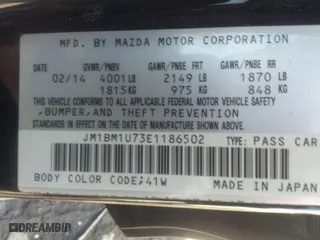 MFD. BY MAZDA MOTOR CORPORATION
GVWR/PNBV GAWR/PNBE FRT GAWR/PNBE RR
02/14 4001 LB 2149 LB 1870 LB
1815 KG 975 KG 848 KG
THIS VEHICLE CONFORMS TO ALL APPLICABLE FEDERAL MOTOR VEHICLE
STANDARDS IN EFFECT ON THE DATE OF MANUFACTURE SHOWN ABOVE.
,BUMPER,AND THEFT PREVENTION
JM1BM1U73E1186502 TYPE: PASS CAR
BODY COLOR CODE;41W
MADE IN JAPAN
DREAMBID